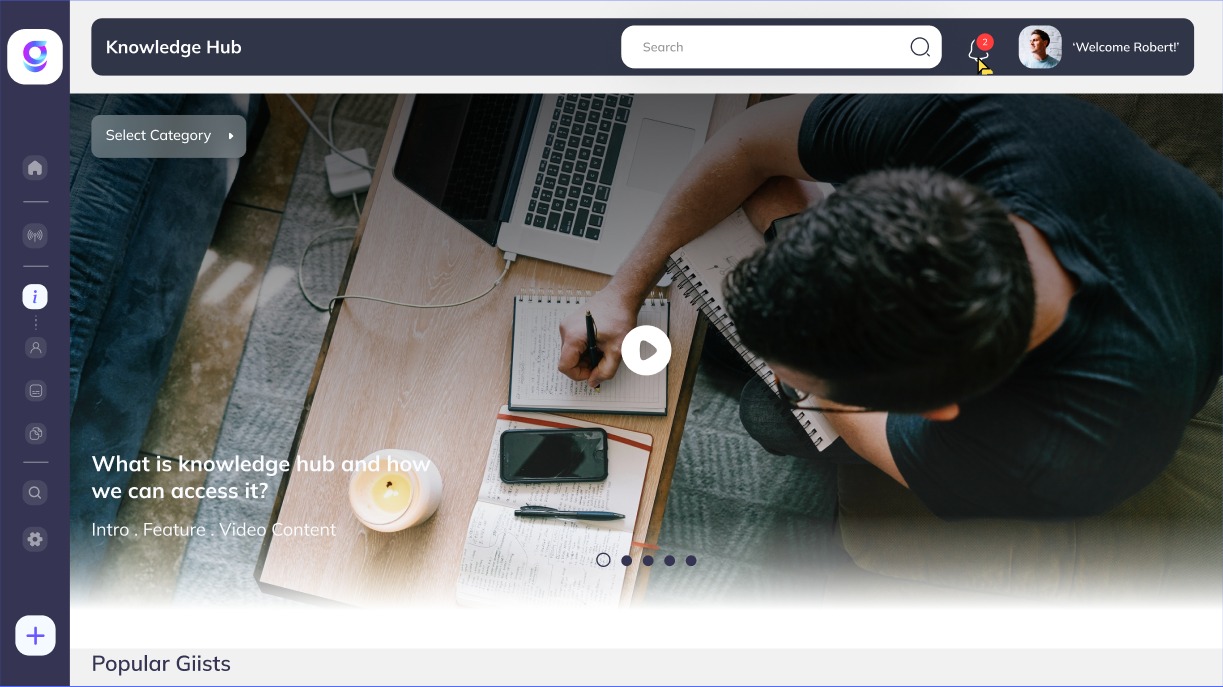 Knowledge Hub
Search
2
‘Welcome Robert!’
Select Category
What is knowledge hub and how
we can access it?
Intro . Feature . Video Content
Popular Giists